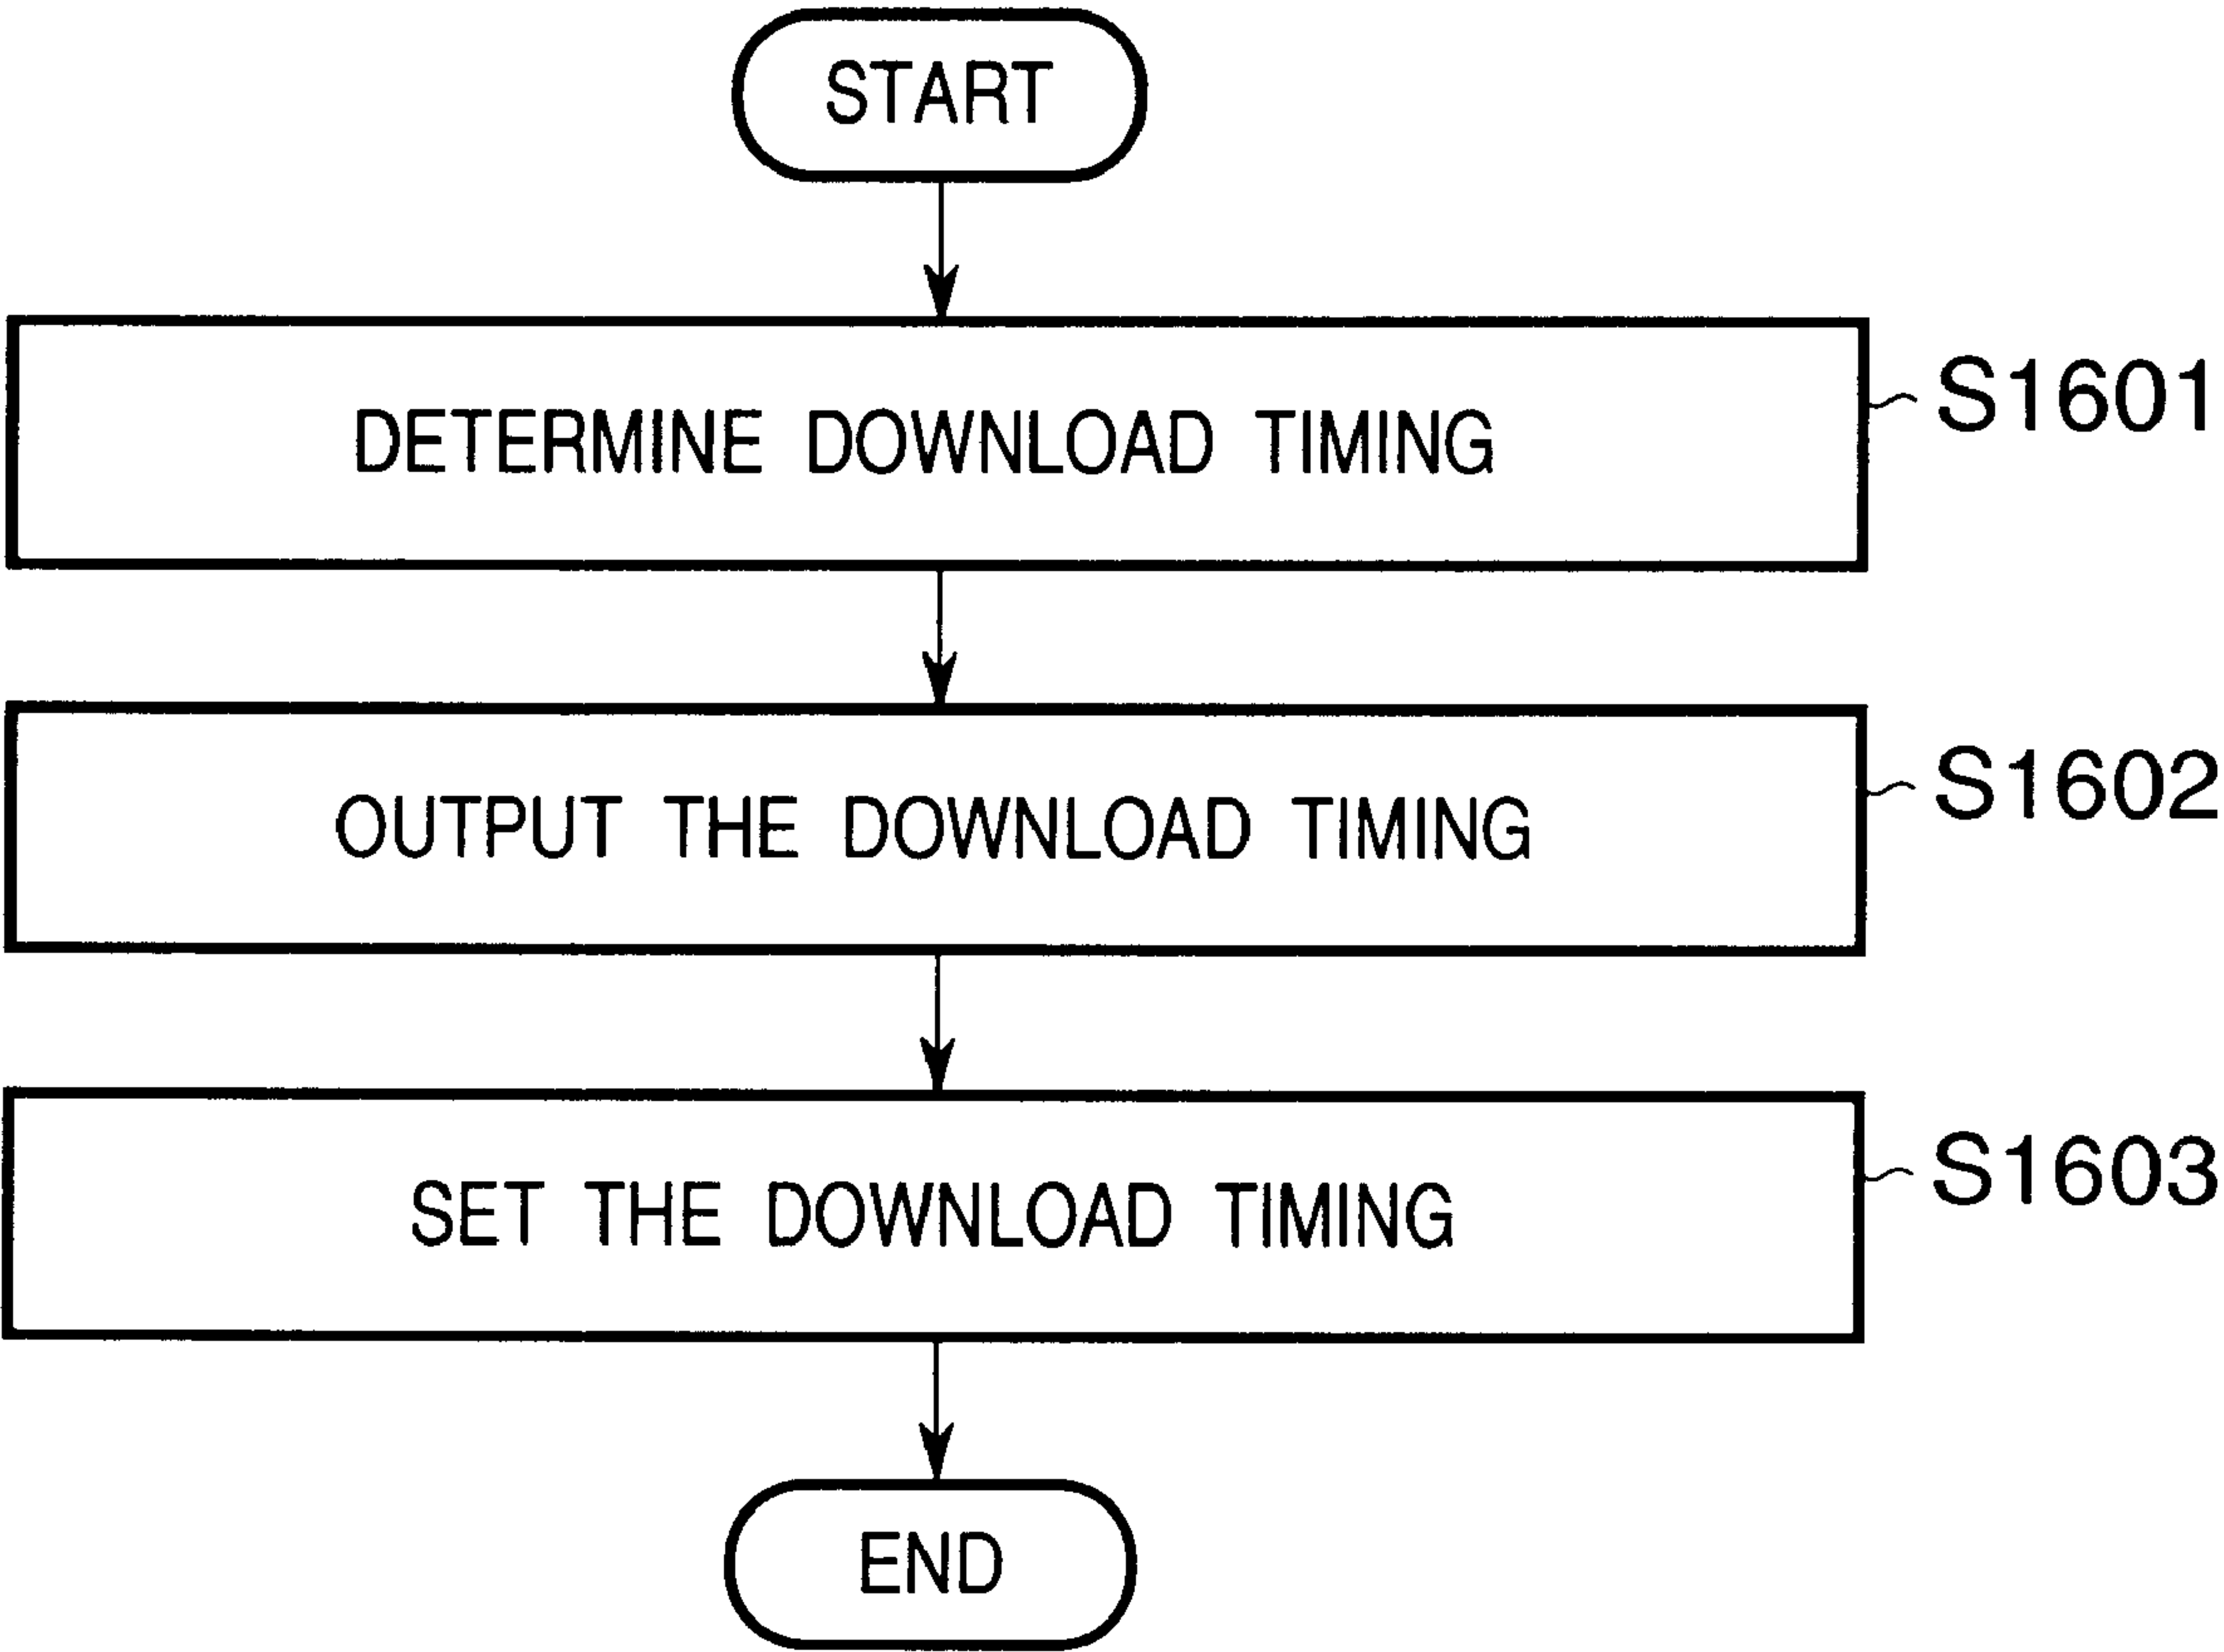 START
DETERMINE DOWNLOAD TIMING
S1601
OUTPUT THE DOWNLOAD TIMING
S1602
SET THE DOWNLOAD TIMING
S1603
END